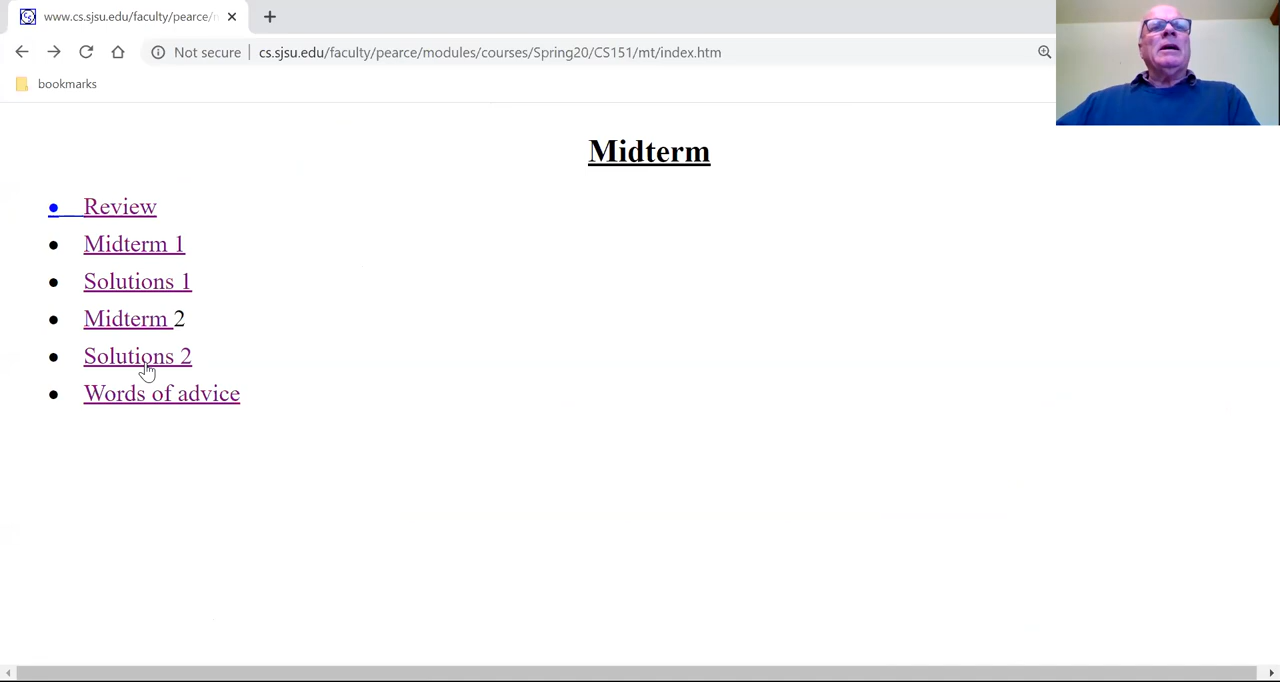 www.cs.sjsu.edu/faculty/pearce/
Not secure | cs.sjsu.edu/faculty/pearce/modules/courses/Spring20/CS151/mt/index.htm
bookmarks
Midterm
• Review
• Midterm 1
• Solutions 1
• Midterm 2
• Solutions 2
• Words of advice